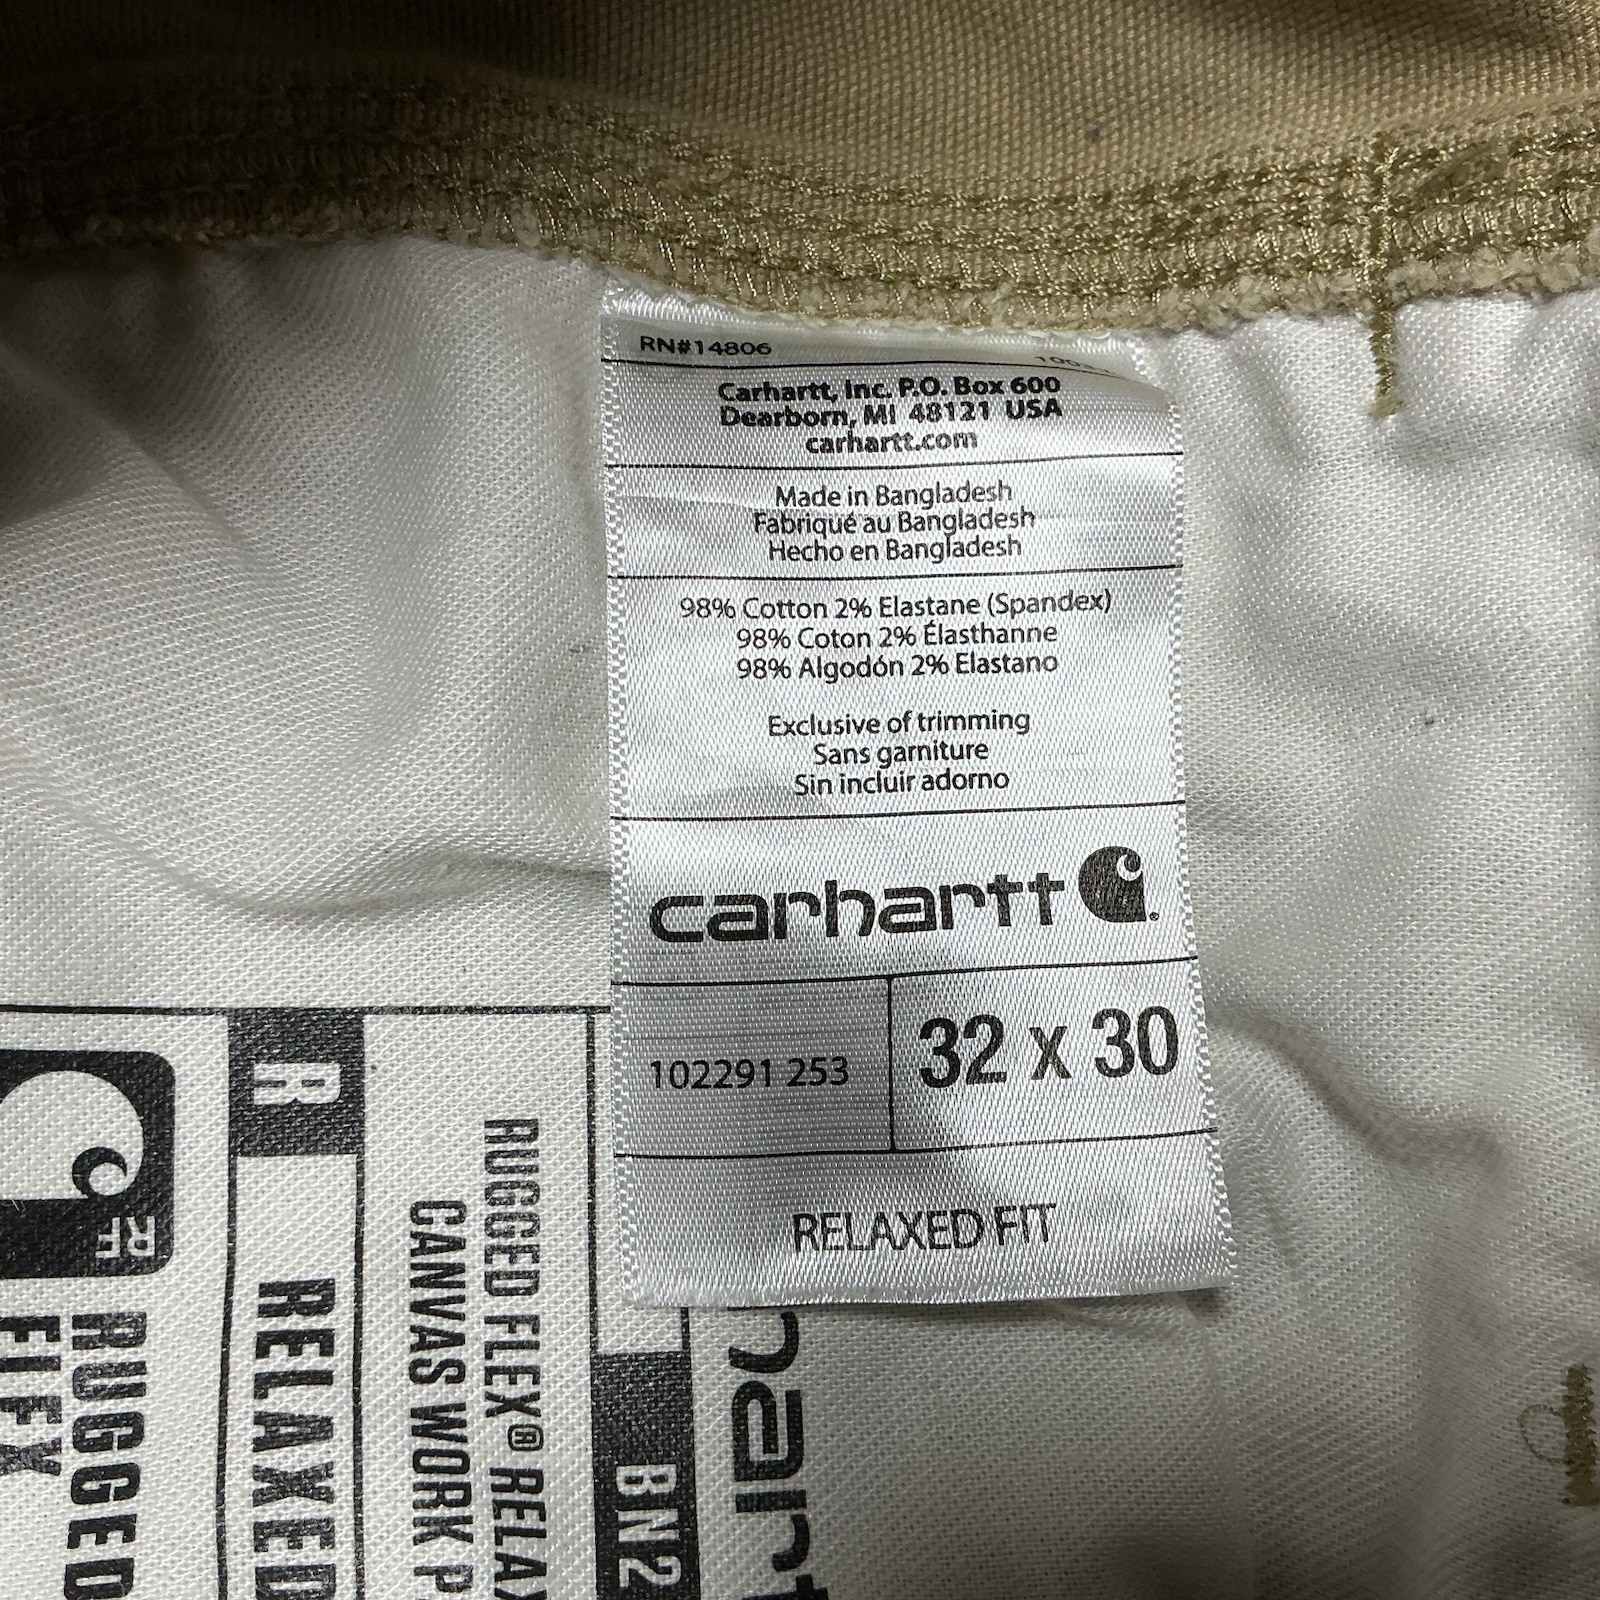 RN#14806
Carhartt, Inc. P.O. Box 600
Dearborn, MI 48121 USA
carhartt.com
Made in Bangladesh
Fabriqué au Bangladesh
Hecho en Bangladesh
98% Cotton 2% Elastane (Spandex)
98% Coton 2% Élasthanne
98% Algodón 2% Elastano
Exclusive of trimming
Sans garniture
Sin incluir adorno
carhartt
102291 253
32 x 30
RELAXED FIT
hart
BN2
RUGGED FLEX® RELAX
CANVAS WORK P
R
RELAXED
RF
RUGGED
FLEX